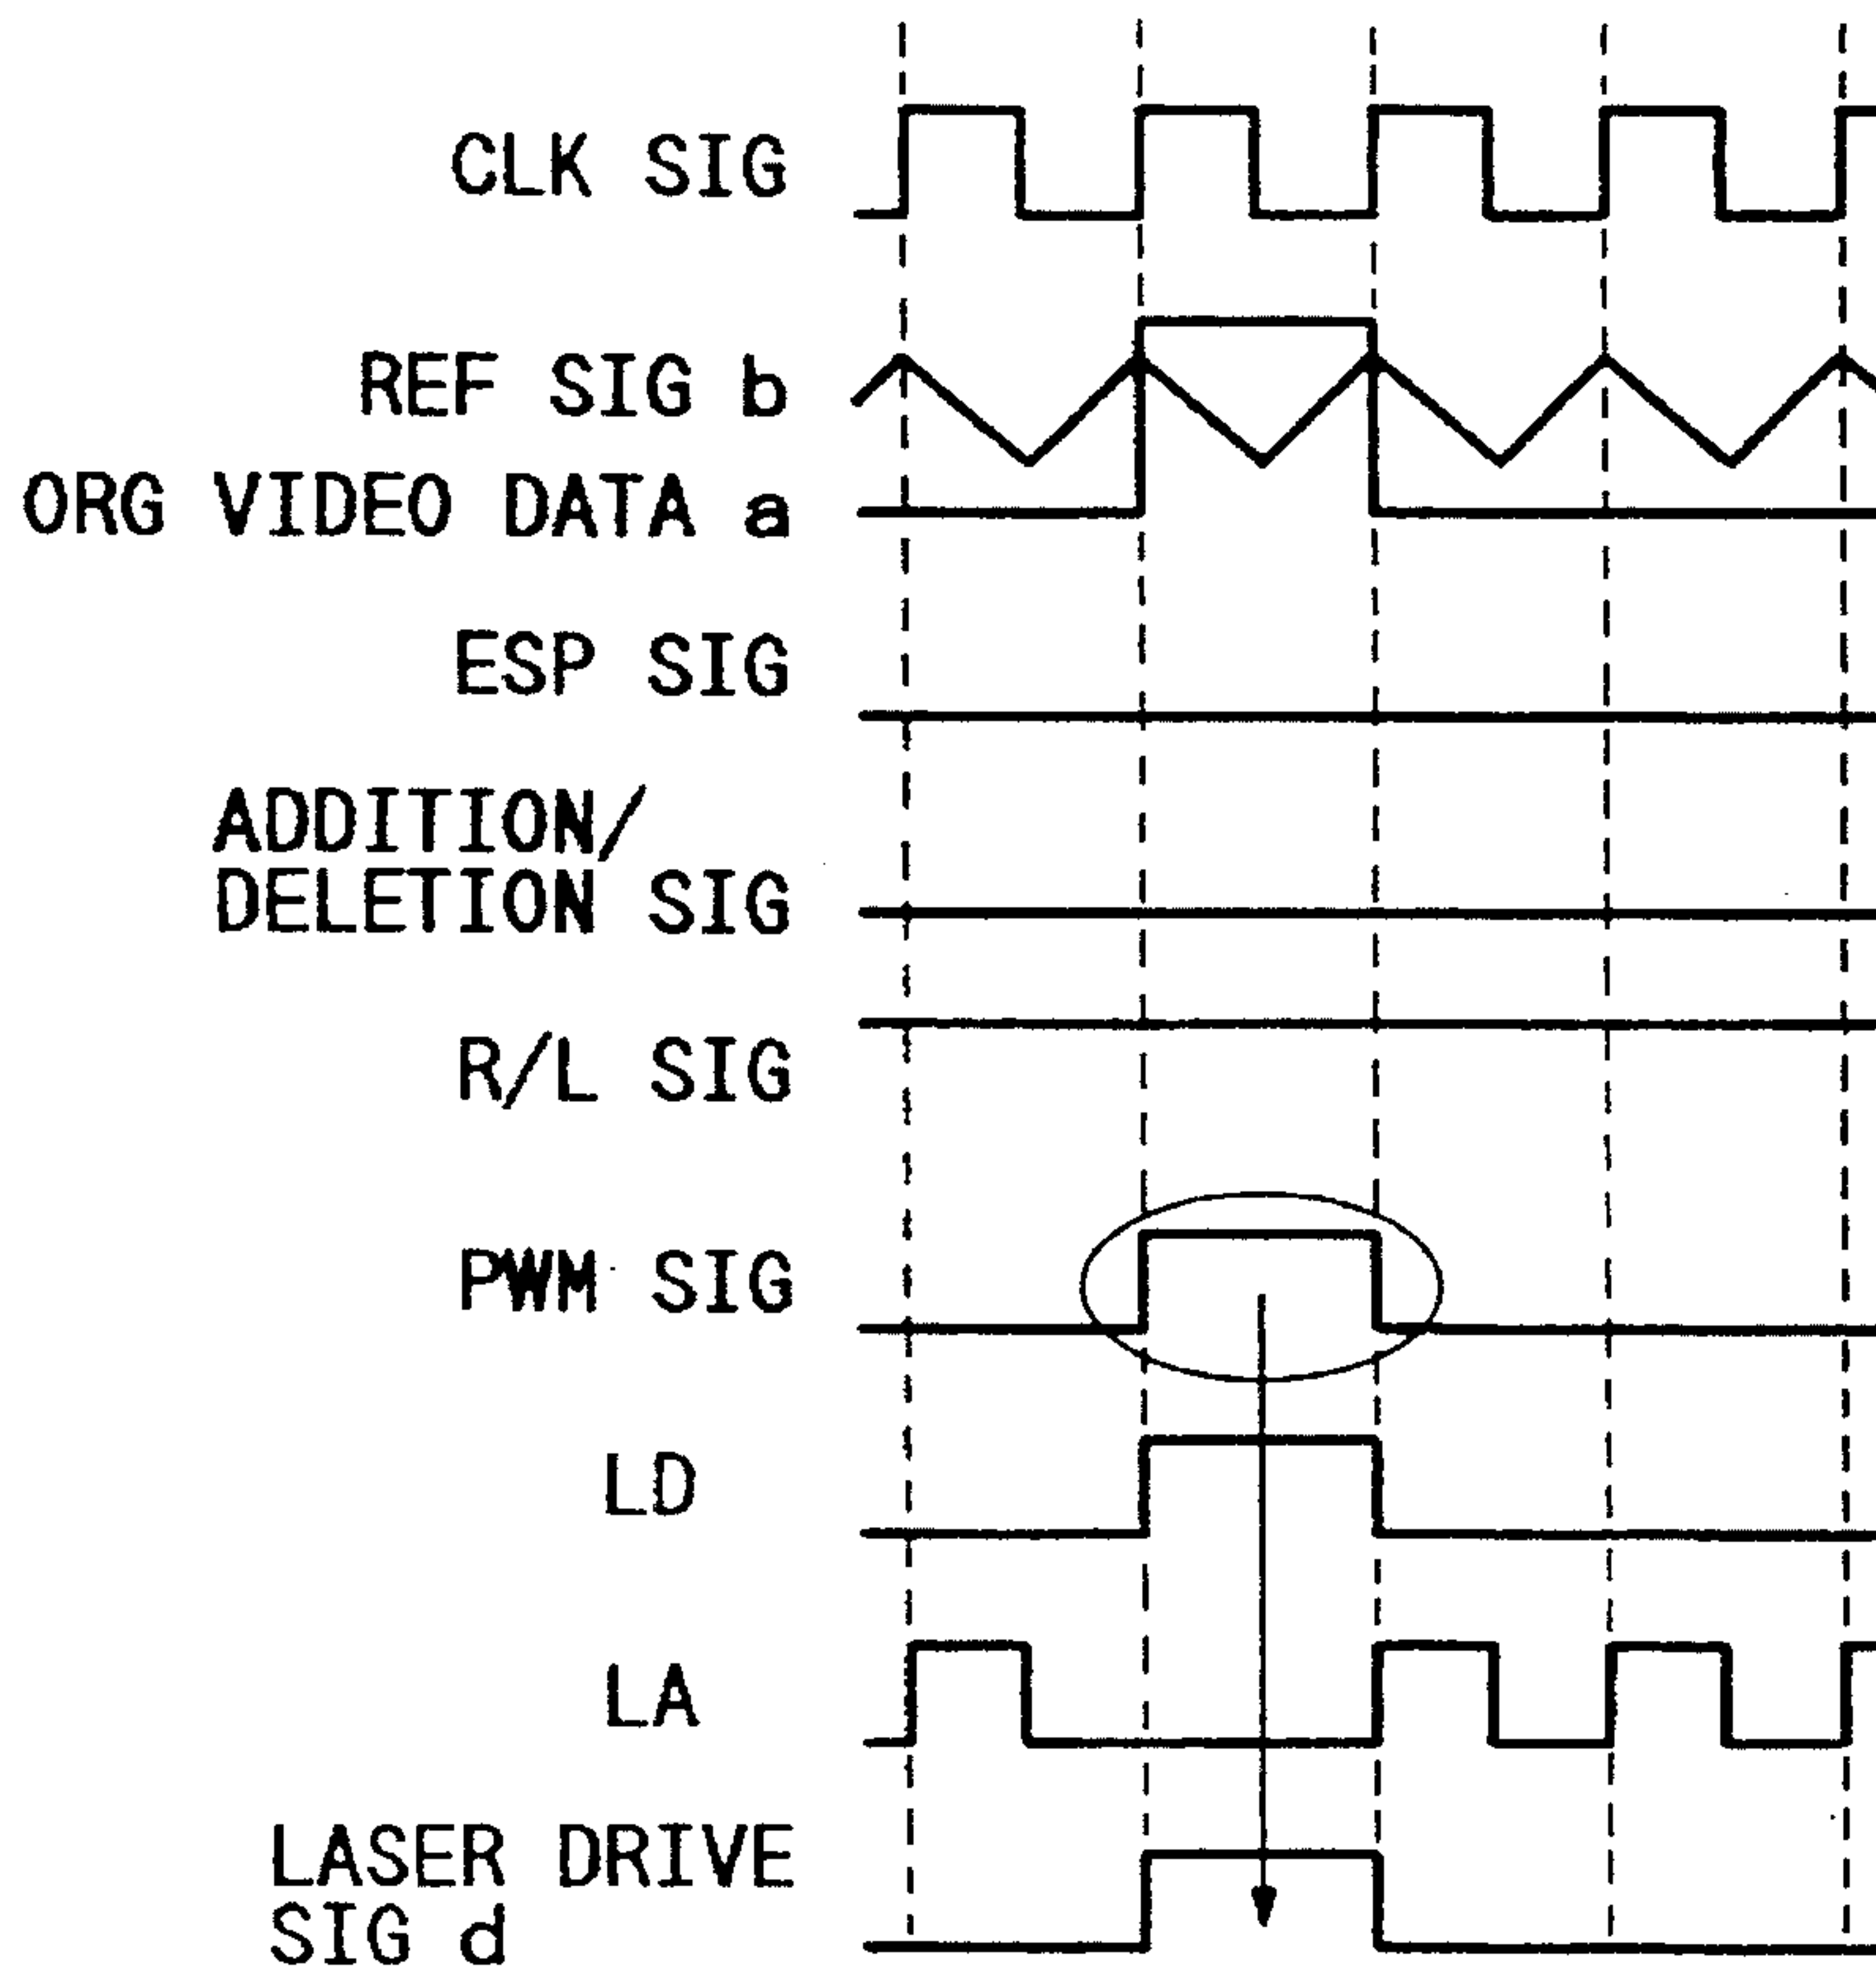 CLK SIG
REF SIG b
ORG VIDEO DATA a
ESP SIG
ADDITION/
DELETION SIG
R/L SIG
PWM SIG
LD
LA
LASER DRIVE
SIG d